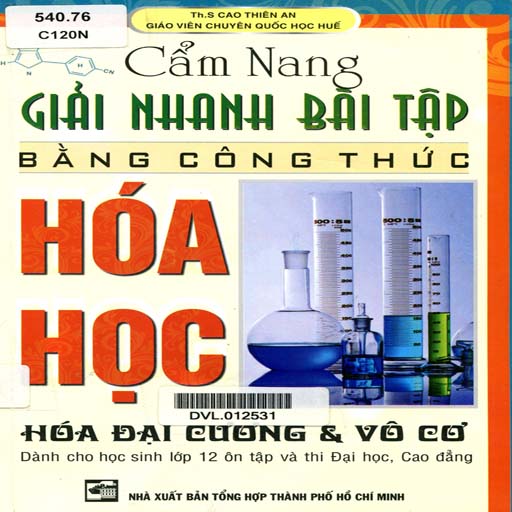 540.76
C120N
Th.S CAO THIÊN AN
GIÁO VIÊN CHUYÊN QUỐC HỌC HUẾ
H
N
CN
Cẩm Nang
GIẢI NHANH BÀI TẬP
BẰNG CÔNG THỨC
HÓA
HỌC
DVL.012531
HÓA ĐẠI CƯƠNG & VÔ CƠ
Dành cho học sinh lớp 12 ôn tập và thi Đại học, Cao đẳng
NHÀ XUẤT BẢN TỔNG HỢP THÀNH PHỐ HỒ CHÍ MINH